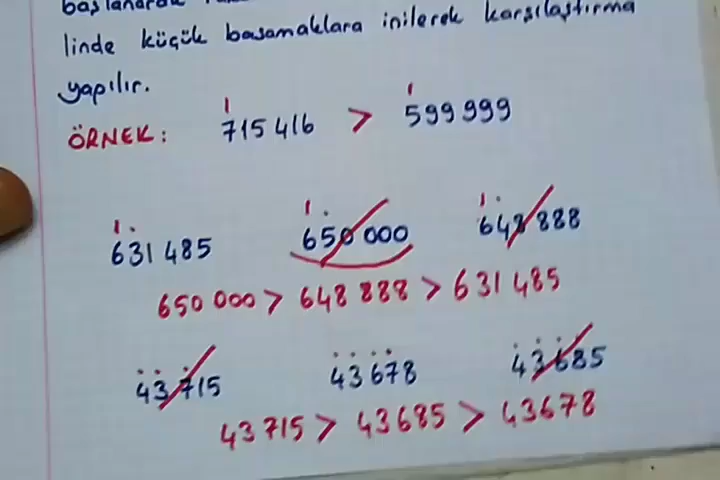 başlanarak
linde küçük basamaklara inilerek karşılaştırma
yapılır.
ÖRNEK: 715 416 > 599 999
631 485 650 000 648 888
650 000 > 648 888 > 631 485
43 715 43 678 43 685
43 715 > 43 685 > 43 678